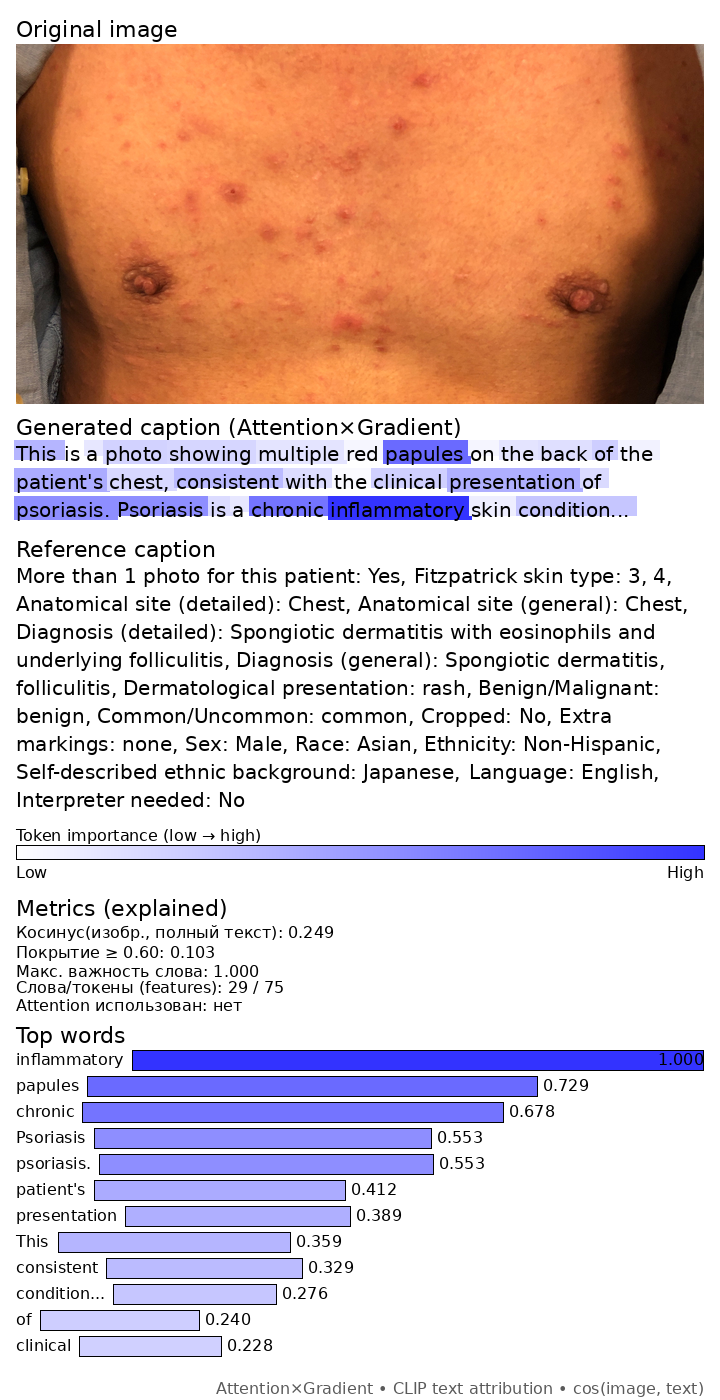 Original image
Generated caption (Attention×Gradient)
This is a photo showing multiple red papules on the back of the
patient's chest, consistent with the clinical presentation of
psoriasis. Psoriasis is a chronic inflammatory skin condition...
Reference caption
More than 1 photo for this patient: Yes, Fitzpatrick skin type: 3, 4,
Anatomical site (detailed): Chest, Anatomical site (general): Chest,
Diagnosis (detailed): Spongiotic dermatitis with eosinophils and
underlying folliculitis, Diagnosis (general): Spongiotic dermatitis,
folliculitis, Dermatological presentation: rash, Benign/Malignant:
benign, Common/Uncommon: common, Cropped: No, Extra
markings: none, Sex: Male, Race: Asian, Ethnicity: Non-Hispanic,
Self-described ethnic background: Japanese, Language: English,
Interpreter needed: No
Token importance (low → high)
Low High
Metrics (explained)
Косинус(изобр., полный текст): 0.249
Покрытие ≥ 0.60: 0.103
Макс. важность слова: 1.000
Слова/токены (features): 29 / 75
Attention использован: нет
Top words
inflammatory 1.000
papules 0.729
chronic 0.678
Psoriasis 0.553
psoriasis. 0.553
patient's 0.412
presentation 0.389
This 0.359
consistent 0.329
condition... 0.276
of 0.240
clinical 0.228
Attention×Gradient • CLIP text attribution • cos(image, text)